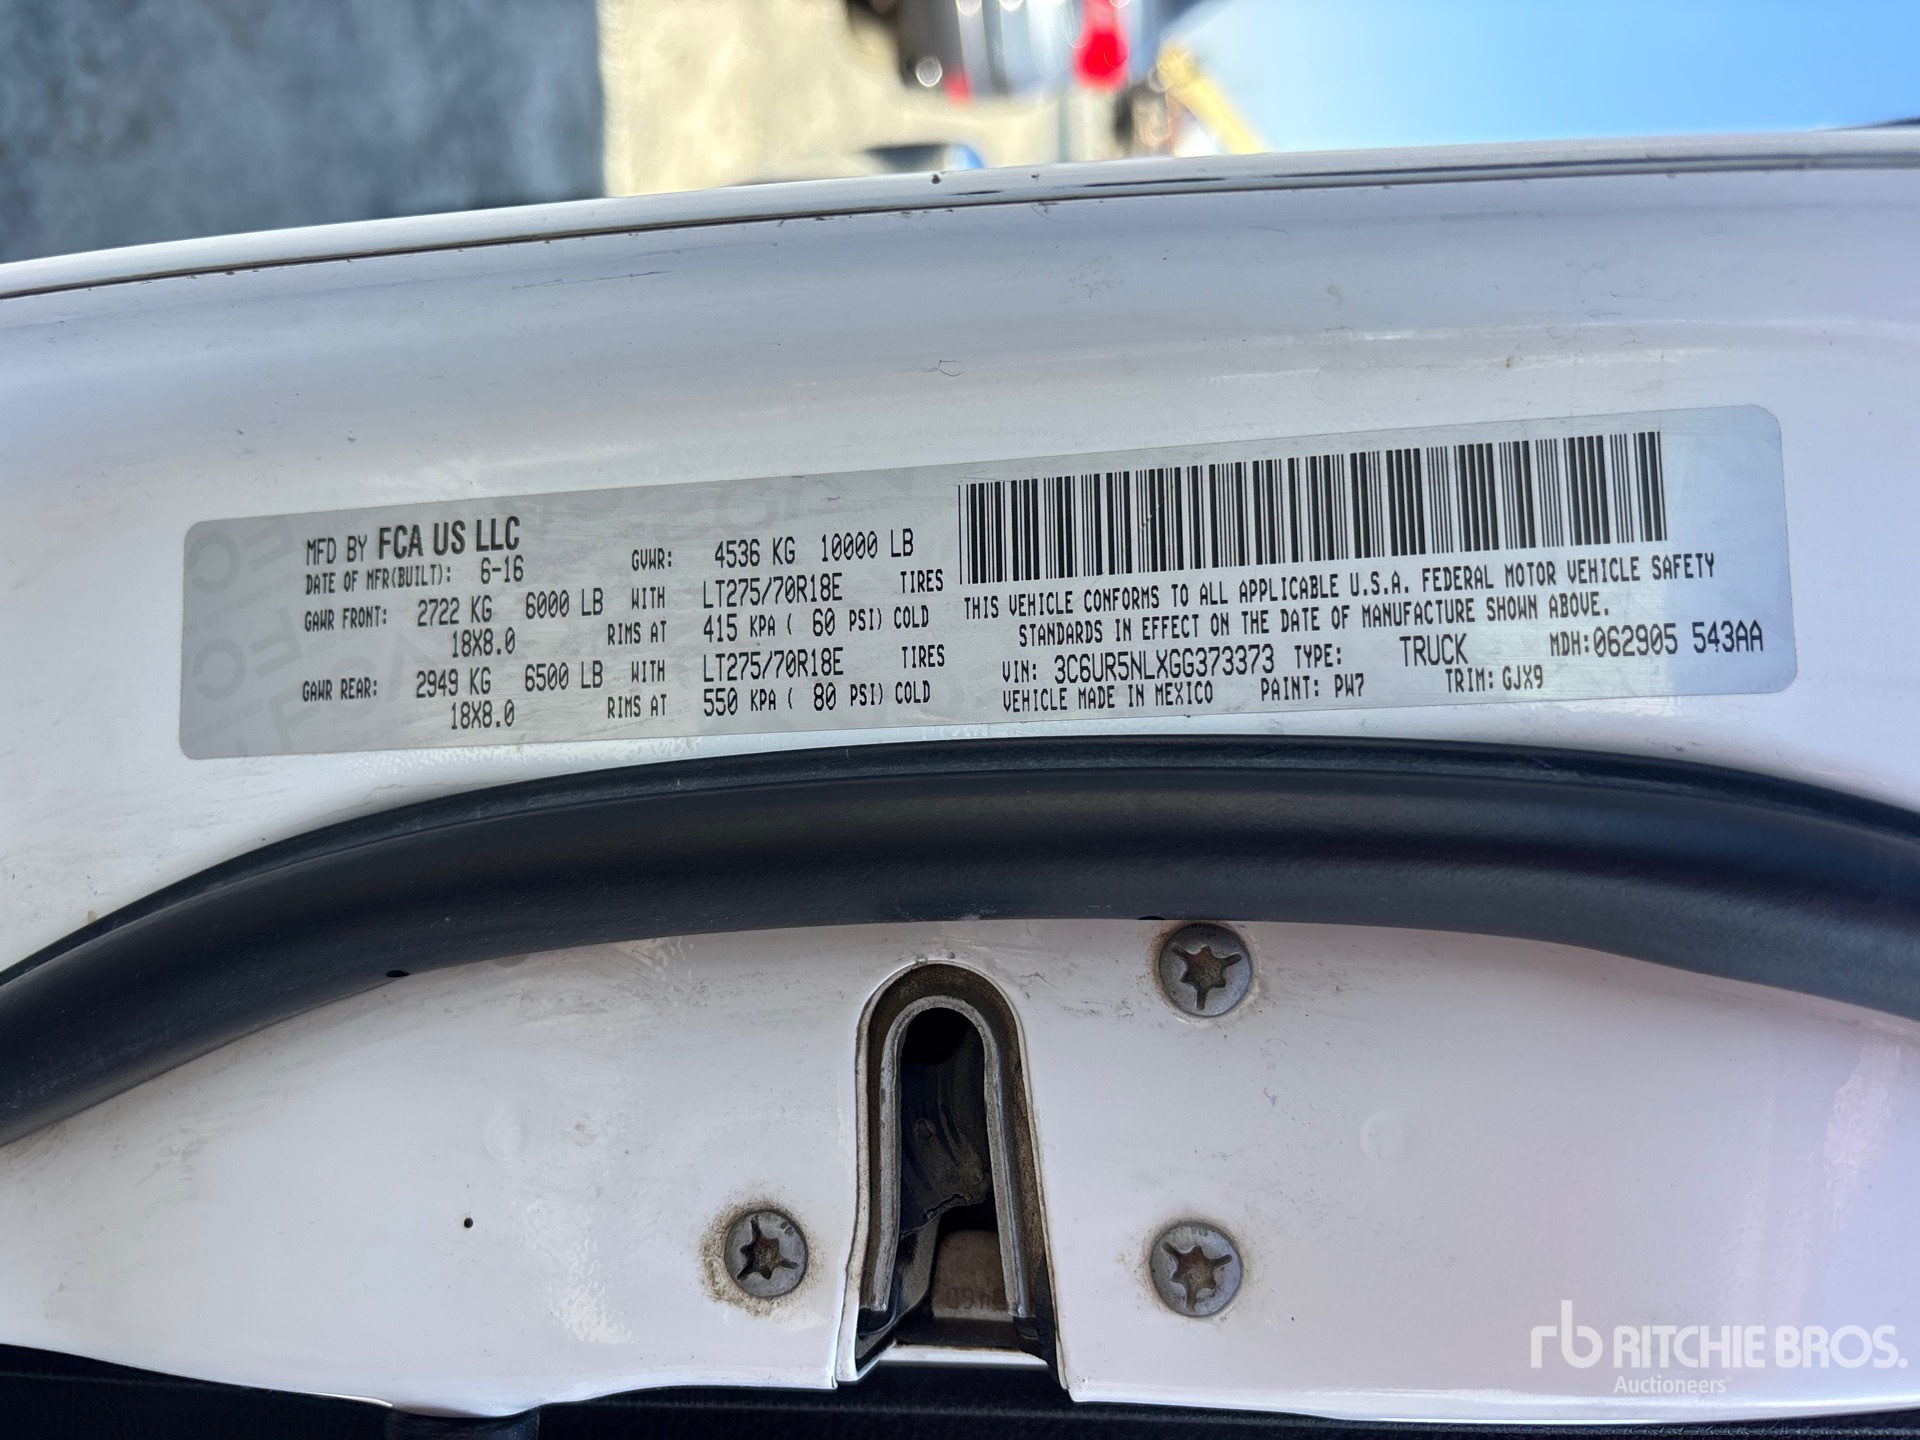 MFD BY FCA US LLC
DATE OF MFR(BUILT): 6-16 GVWR: 4536 KG 10000 LB
GAWR FRONT: 2722 KG 6000 LB WITH LT275/70R18E TIRES
18X8.0 RIMS AT 415 KPA ( 60 PSI) COLD
GAWR REAR: 2949 KG 6500 LB WITH LT275/70R18E TIRES
18X8.0 RIMS AT 550 KPA ( 80 PSI) COLD
THIS VEHICLE CONFORMS TO ALL APPLICABLE U.S.A. FEDERAL MOTOR VEHICLE SAFETY
STANDARDS IN EFFECT ON THE DATE OF MANUFACTURE SHOWN ABOVE.
VIN: 3C6UR5NLXGG373373 TYPE: TRUCK MDH:062905 543AA
VEHICLE MADE IN MEXICO PAINT: PW7 TRIM: GJX9
rb RITCHIE BROS.
Auctioneers